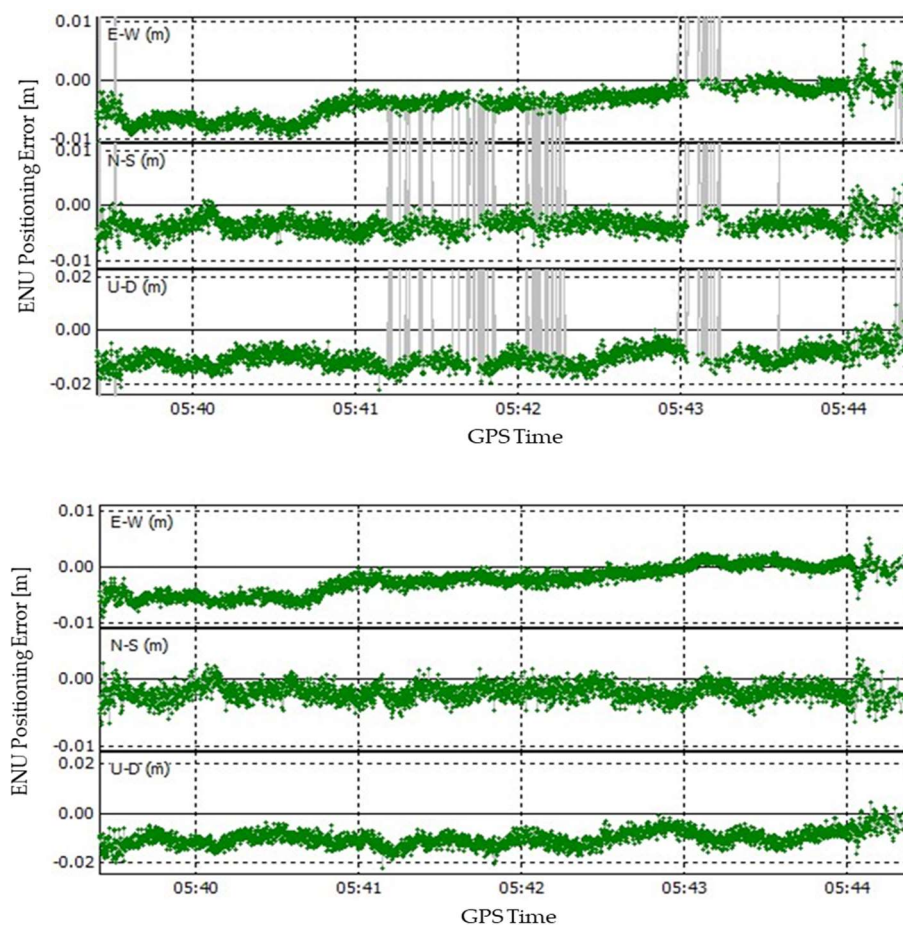 0.01
E-W (m)
0.00
-0.01
0.01
N-S (m)
0.00
-0.01
0.02
U-D (m)
0.00
-0.02
05:40 05:41 05:42 05:43 05:44
GPS Time
ENU Positioning Error [m]
0.01
E-W (m)
0.00
-0.01
N-S (m)
0.00
-0.01
0.02
U-D (m)
0.00
-0.02
05:40 05:41 05:42 05:43 05:44
GPS Time
ENU Positioning Error [m]